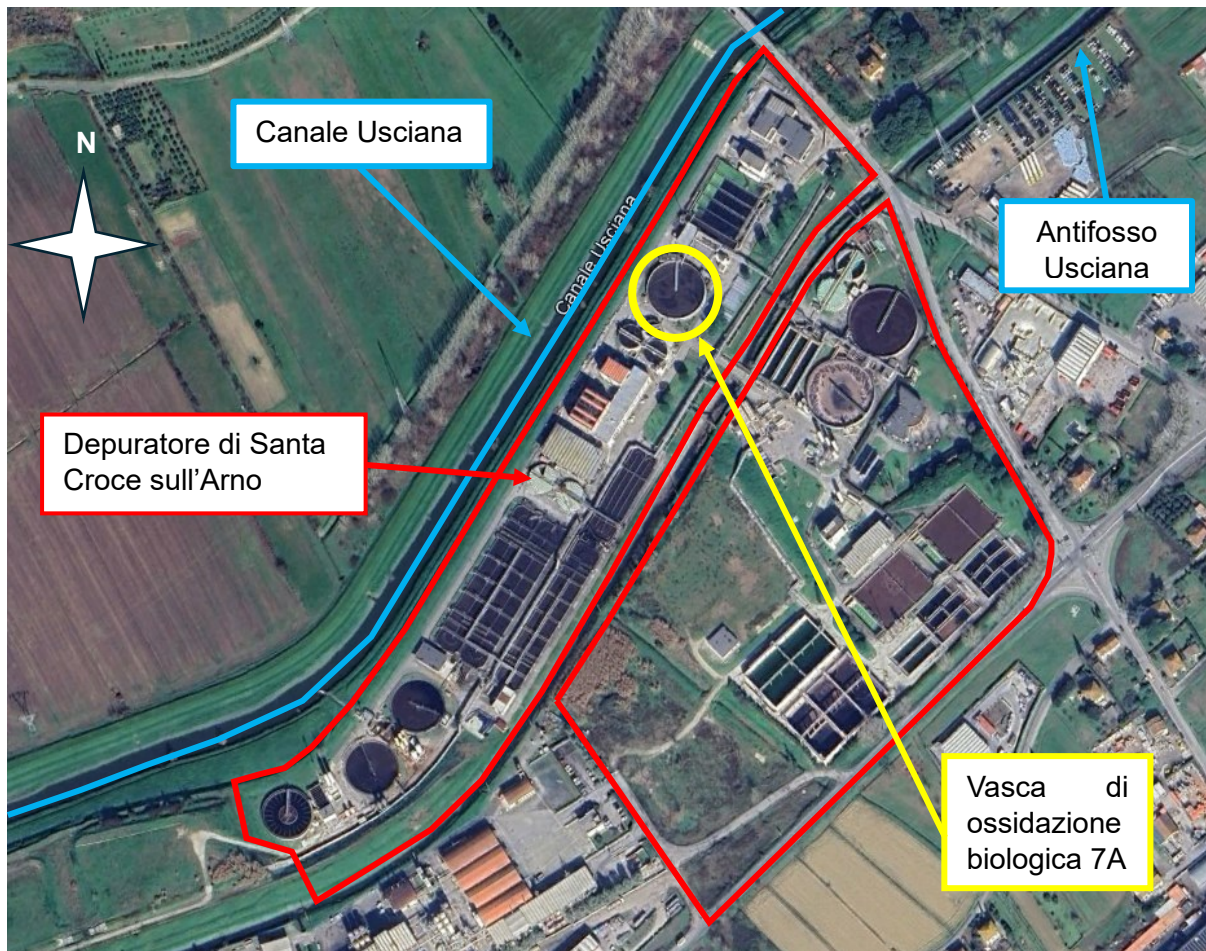 Canale Usciana
N
Canale Usciana
Antifosso
Usciana
Depuratore di Santa
Croce sull’Arno
Vasca di
ossidazione
biologica 7A